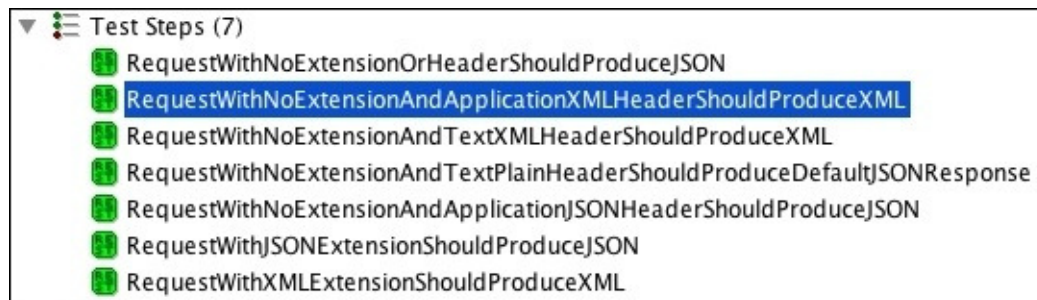 Test Steps (7)
RequestWithNoExtensionOrHeaderShouldProduceJSON
RequestWithNoExtensionAndApplicationXMLHeaderShouldProduceXML
RequestWithNoExtensionAndTextXMLHeaderShouldProduceXML
RequestWithNoExtensionAndTextPlainHeaderShouldProduceDefaultJSONResponse
RequestWithNoExtensionAndApplicationJSONHeaderShouldProduceJSON
RequestWithJSONExtensionShouldProduceJSON
RequestWithXMLExtensionShouldProduceXML